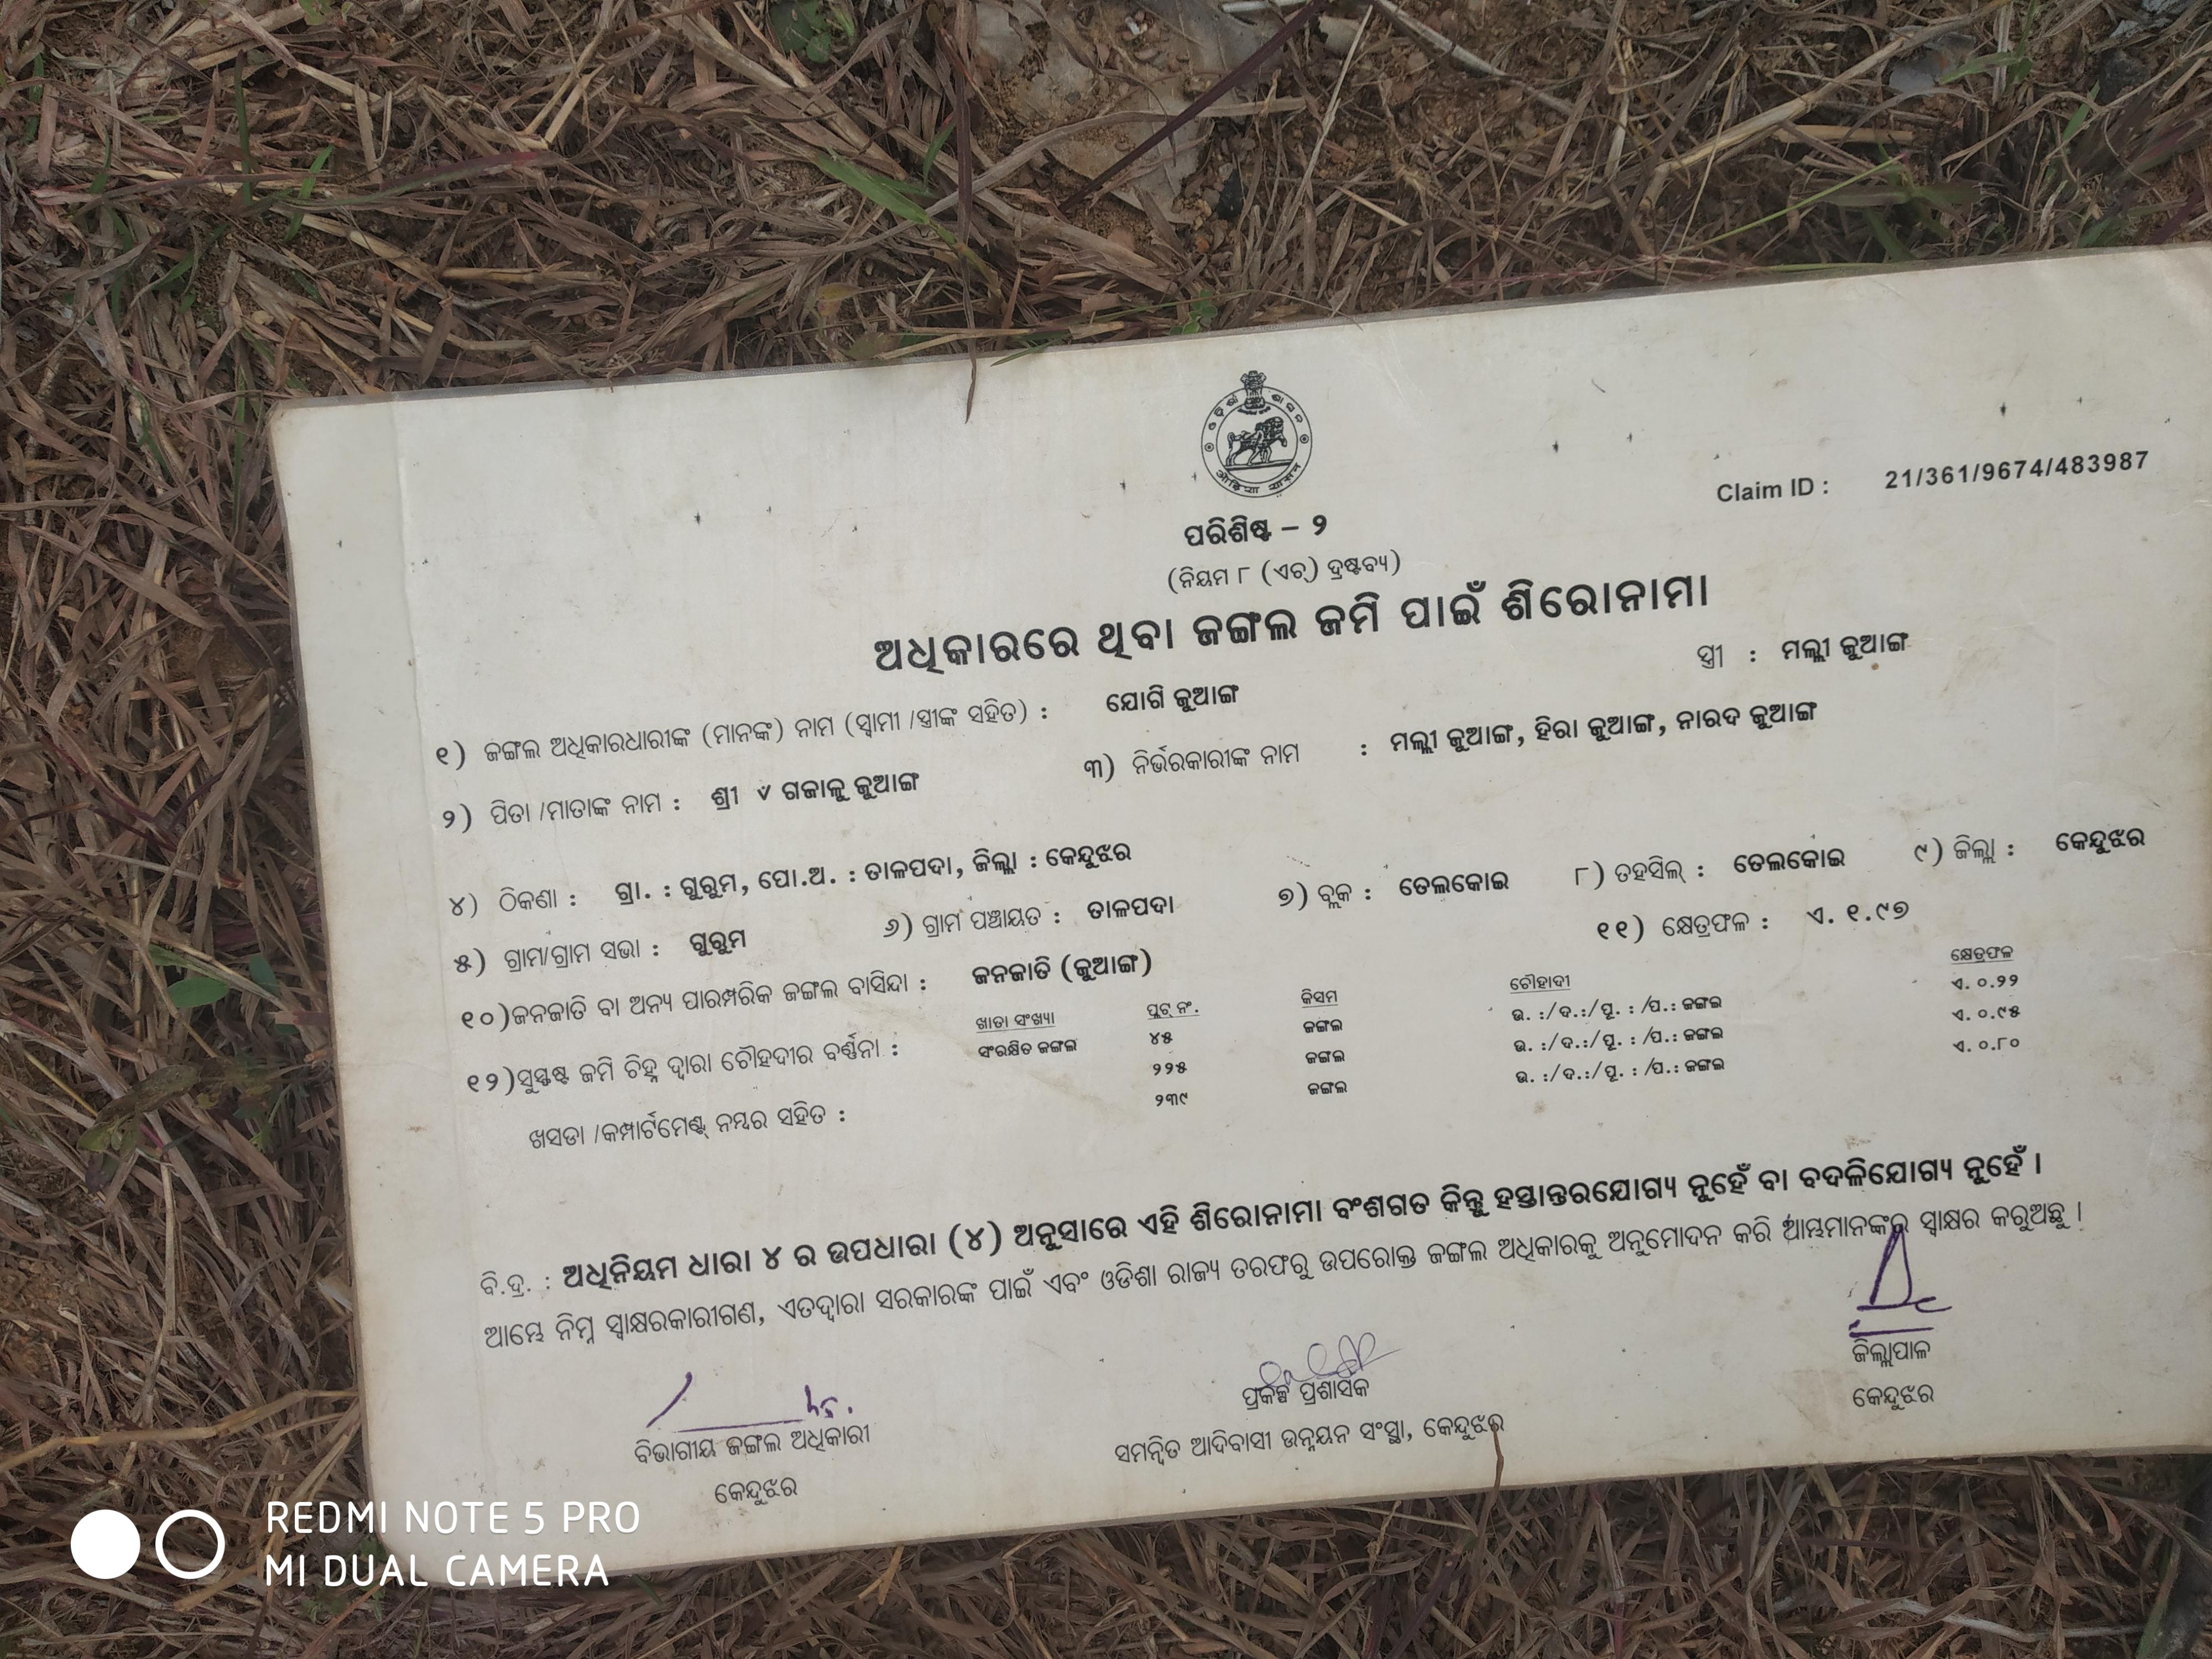 ଓଡ଼ିଶା ଶାସନ
ओड़िशा शासन
Claim ID : 21/361/9674/483987
ପରିଶିଷ୍ଟ – ୨
(ନିୟମ ୮ (ଏଚ୍) ଦ୍ରଷ୍ଟବ୍ୟ)
ଅଧିକାରରେ ଥିବା ଜଙ୍ଗଲ ଜମି ପାଇଁ ଶିରୋନାମା
୧) ଜଙ୍ଗଲ ଅଧିକାରଧାରୀଙ୍କ (ମାନଙ୍କ) ନାମ (ସ୍ୱାମୀ /ସ୍ତ୍ରୀଙ୍କ ସହିତ) : ଯୋଗି ଜୁଆଙ୍ଗ ସ୍ତ୍ରୀ : ମଲ୍ଲୀ ଜୁଆଙ୍ଗ
୨) ପିତା /ମାତାଙ୍କ ନାମ : ଶ୍ରୀ ଗଜାଳୁ ଜୁଆଙ୍ଗ ୩) ନିର୍ଭରକାରୀଙ୍କ ନାମ : ମଲ୍ଲୀ ଜୁଆଙ୍ଗ, ହିରା ଜୁଆଙ୍ଗ, ନାରଦ ଜୁଆଙ୍ଗ
୪) ଠିକଣା : ଗ୍ରା. : ଗୁରୁମ, ପୋ.ଅ. : ତାଳପଦା, ଜିଲ୍ଲା : କେନ୍ଦୁଝର
୫) ଗ୍ରାମ/ଗ୍ରାମ ସଭା : ଗୁରୁମ ୬) ଗ୍ରାମ ପଞ୍ଚାୟତ : ତାଳପଦା ୭) ବ୍ଲକ : ତେଲକୋଇ ୮) ତହସିଲ୍ : ତେଲକୋଇ ୯) ଜିଲ୍ଲା : କେନ୍ଦୁଝର
୧୦)ଜନଜାତି ବା ଅନ୍ୟ ପାରମ୍ପରିକ ଜଙ୍ଗଲ ବାସିନ୍ଦା : ଜନଜାତି (ଜୁଆଙ୍ଗ) ୧୧) କ୍ଷେତ୍ରଫଳ : ଏ. ୧.୯୭
୧୨)ସୁସ୍ପଷ୍ଟ ଜମି ଚିହ୍ନ ଦ୍ୱାରା ଚୌହଦୀର ବର୍ଣ୍ଣନା :
ଖସଡା /କମ୍ପାର୍ଟମେଣ୍ଟ୍ ନମ୍ବର ସହିତ :
ଖାତା ସଂଖ୍ୟା ପ୍ଲଟ୍ ନଂ. କିସମ ଚୌହାଦୀ କ୍ଷେତ୍ରଫଳ
ସଂରକ୍ଷିତ ଜଙ୍ଗଲ ୪୫ ଜଙ୍ଗଲ ଉ. :/ ଦ.:/ ପୂ. : /ପ.: ଜଙ୍ଗଲ ଏ. ୦.୨୨
୨୨୫ ଜଙ୍ଗଲ ଉ. :/ ଦ.:/ ପୂ. : /ପ.: ଜଙ୍ଗଲ ଏ. ୦.୯୫
୨୩୯ ଜଙ୍ଗଲ ଉ. :/ ଦ.:/ ପୂ. : /ପ.: ଜଙ୍ଗଲ ଏ. ୦.୮୦
ବି.ଦ୍ର. : ଅଧିନିୟମ ଧାରା ୪ ର ଉପଧାରା (୪) ଅନୁସାରେ ଏହି ଶିରୋନାମା ବଂଶଗତ କିନ୍ତୁ ହସ୍ତାନ୍ତରଯୋଗ୍ୟ ନୁହେଁ ବା ବଦଳିଯୋଗ୍ୟ ନୁହେଁ ।
ଆମ୍ଭେ ନିମ୍ନ ସ୍ୱାକ୍ଷରକାରୀଗଣ, ଏତଦ୍ୱାରା ସରକାରଙ୍କ ପାଇଁ ଏବଂ ଓଡିଶା ରାଜ୍ୟ ତରଫରୁ ଉପରୋକ୍ତ ଜଙ୍ଗଲ ଅଧିକାରକୁ ଅନୁମୋଦନ କରି ଆମ୍ଭମାନଙ୍କର ସ୍ୱାକ୍ଷର କରୁଅଛୁ ।
ବିଭାଗୀୟ ଜଙ୍ଗଲ ଅଧିକାରୀ
କେନ୍ଦୁଝର
ପ୍ରକଳ୍ପ ପ୍ରଶାସକ
ସମନ୍ୱିତ ଆଦିବାସୀ ଉନ୍ନୟନ ସଂସ୍ଥା, କେନ୍ଦୁଝର
ଜିଲ୍ଲାପାଳ
କେନ୍ଦୁଝର
REDMI NOTE 5 PRO
MI DUAL CAMERA